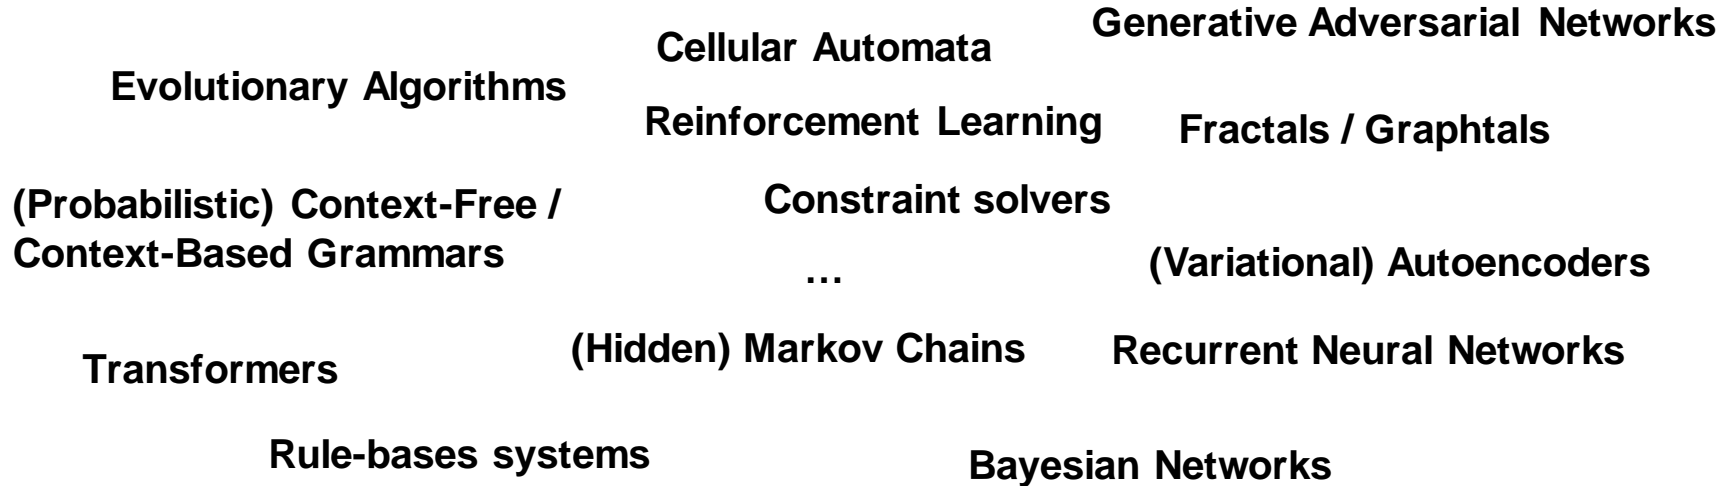 Generative Adversarial Networks
Cellular Automata
Evolutionary Algorithms
Reinforcement Learning
Fractals / Graphtals
(Probabilistic) Context-Free /
Context-Based Grammars
Constraint solvers
…
(Variational) Autoencoders
Transformers
(Hidden) Markov Chains
Recurrent Neural Networks
Rule-bases systems
Bayesian Networks